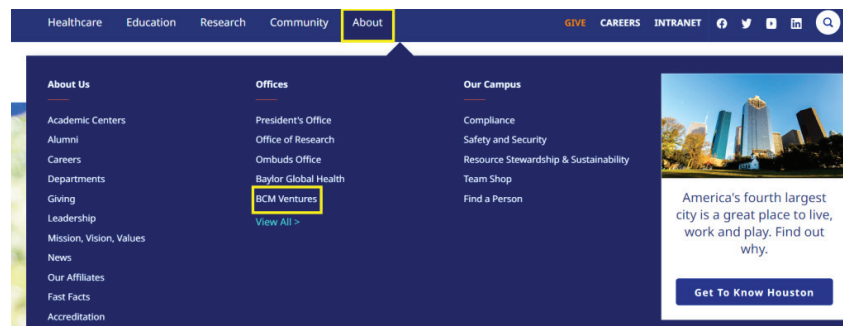 Healthcare Education Research Community About GIVE CAREERS INTRANET
About Us
Academic Centers
Alumni
Careers
Departments
Giving
Leadership
Mission, Vision, Values
News
Our Affiliates
Fast Facts
Accreditation
Offices
President's Office
Office of Research
Ombuds Office
Baylor Global Health
BCM Ventures
View All >
Our Campus
Compliance
Safety and Security
Resource Stewardship & Sustainability
Team Shop
Find a Person
America's fourth largest
city is a great place to live,
work and play. Find out
why.
Get To Know Houston